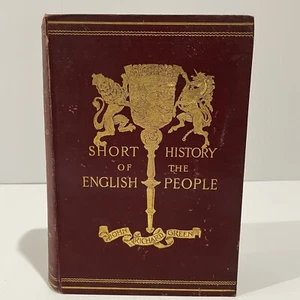 SHORT HISTORY
OF THE
ENGLISH PEOPLE
JOHN RICHARD GREEN